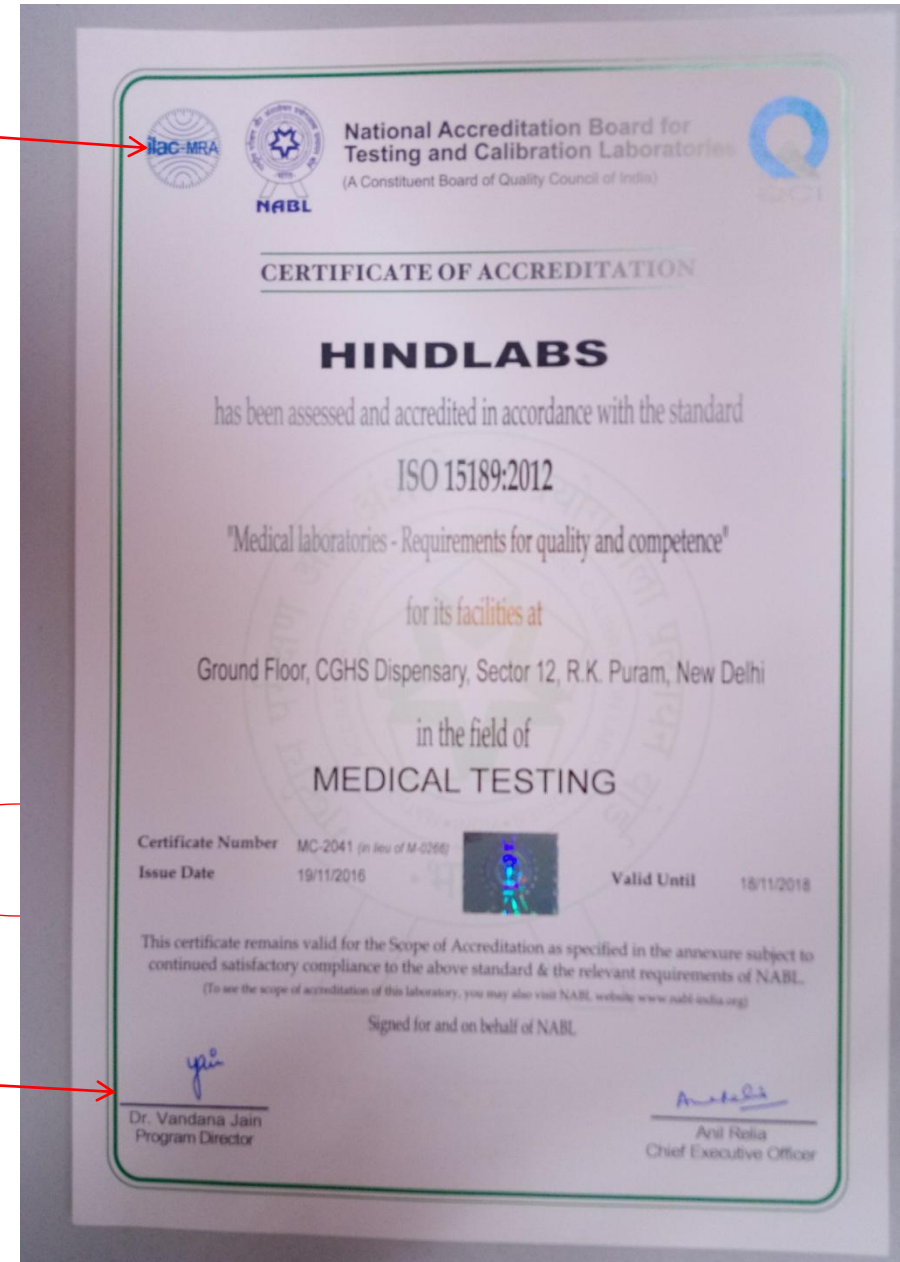 ilac-MRA
NABL
National Accreditation Board for
Testing and Calibration Laboratories
(A Constituent Board of Quality Council of India)
QCI
CERTIFICATE OF ACCREDITATION
HINDLABS
has been assessed and accredited in accordance with the standard
ISO 15189:2012
"Medical laboratories - Requirements for quality and competence"
for its facilities at
Ground Floor, CGHS Dispensary, Sector 12, R.K. Puram, New Delhi
in the field of
MEDICAL TESTING
Certificate Number MC-2041 (in lieu of M-0266)
Issue Date 19/11/2016 Valid Until 18/11/2018
This certificate remains valid for the Scope of Accreditation as specified in the annexure subject to
continued satisfactory compliance to the above standard & the relevant requirements of NABL.
(To see the scope of accreditation of this laboratory, you may also visit NABL website www.nabl-india.org)
Signed for and on behalf of NABL
Dr. Vandana Jain
Program Director
Anil Relia
Chief Executive Officer